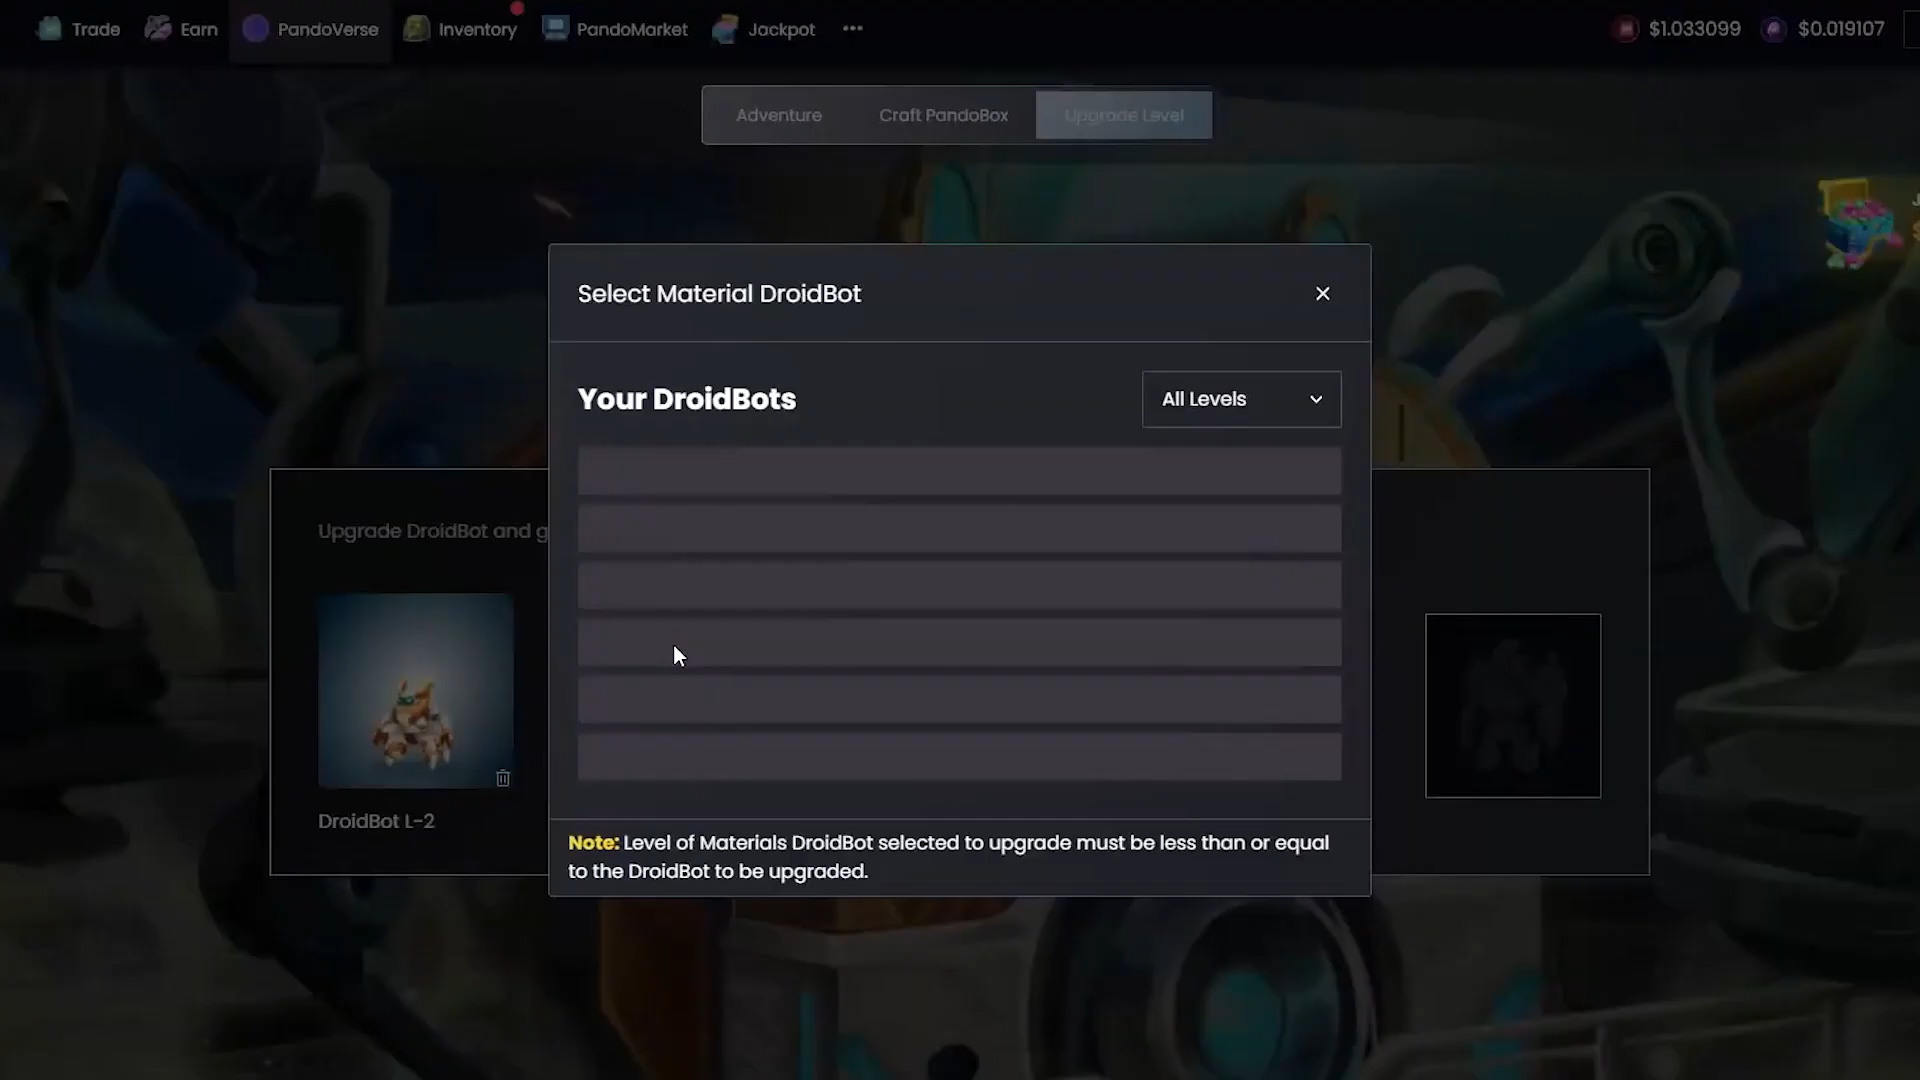 Trade Earn PandoVerse Inventory PandoMarket Jackpot ••• $1.033099 $0.019107
Adventure Craft PandoBox Upgrade Level
Select Material DroidBot
Your DroidBots All Levels
Upgrade DroidBot and g
DroidBot L-2
Note: Level of Materials DroidBot selected to upgrade must be less than or equal
to the DroidBot to be upgraded.